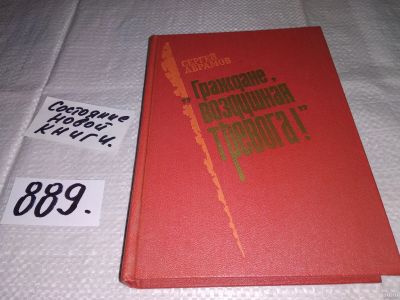 Состояние
новой
книги.
889.
СЕРГЕЙ
АБРАМОВ
"Граждане,
воздушная
тревога!"